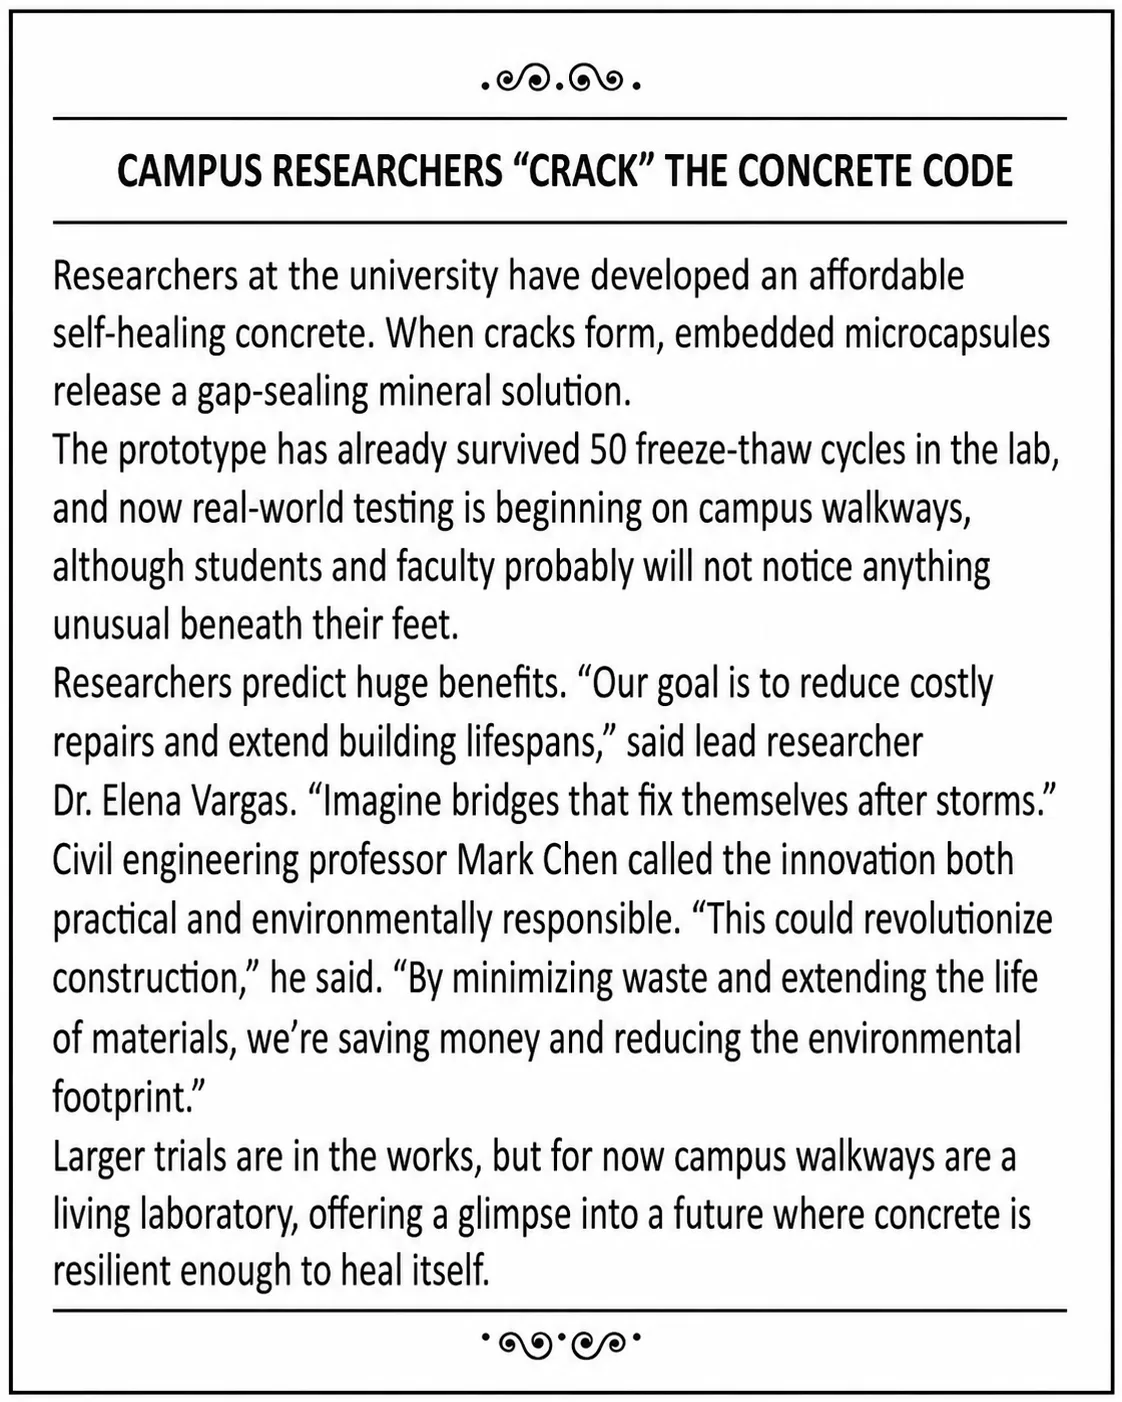 CAMPUS RESEARCHERS “CRACK” THE CONCRETE CODE
Researchers at the university have developed an affordable
self-healing concrete. When cracks form, embedded microcapsules
release a gap-sealing mineral solution.
The prototype has already survived 50 freeze-thaw cycles in the lab,
and now real-world testing is beginning on campus walkways,
although students and faculty probably will not notice anything
unusual beneath their feet.
Researchers predict huge benefits. “Our goal is to reduce costly
repairs and extend building lifespans,” said lead researcher
Dr. Elena Vargas. “Imagine bridges that fix themselves after storms.”
Civil engineering professor Mark Chen called the innovation both
practical and environmentally responsible. “This could revolutionize
construction,” he said. “By minimizing waste and extending the life
of materials, we’re saving money and reducing the environmental
footprint.”
Larger trials are in the works, but for now campus walkways are a
living laboratory, offering a glimpse into a future where concrete is
resilient enough to heal itself.